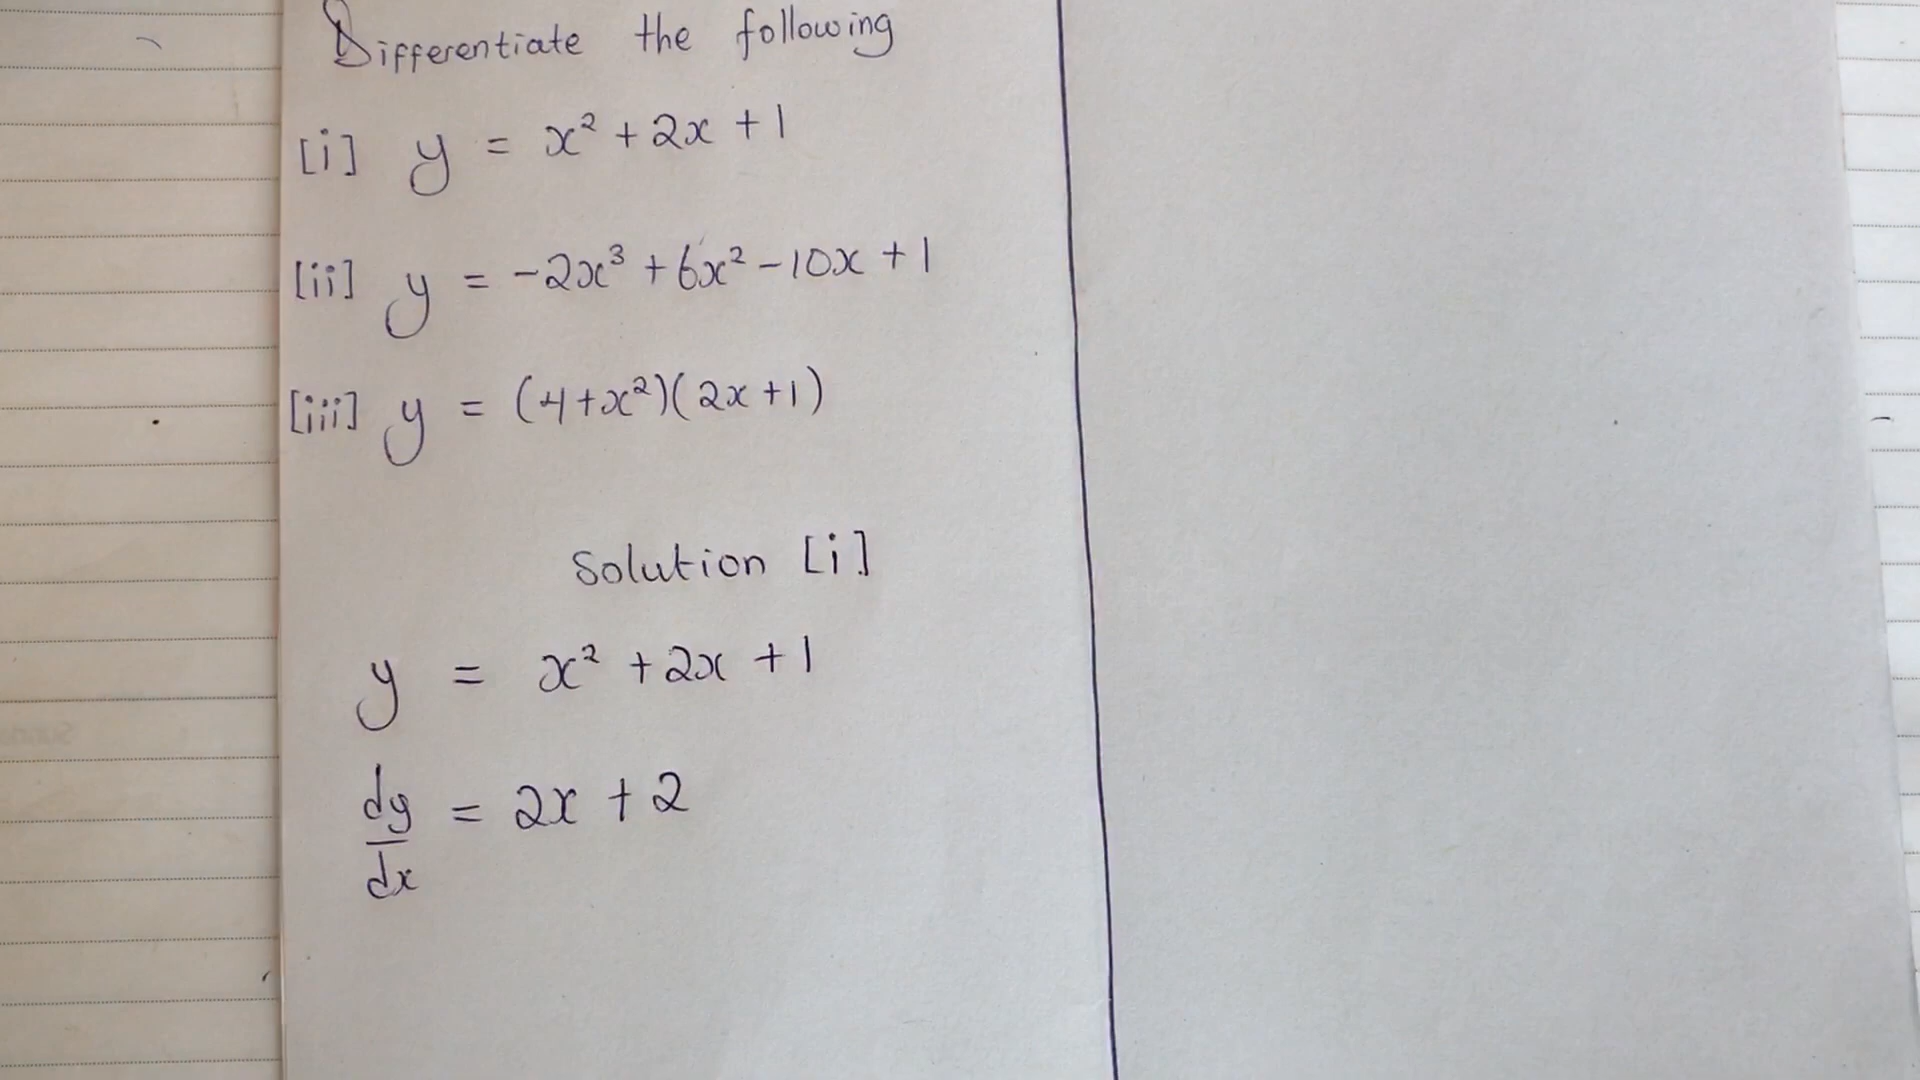 Differentiate the following
[i] y = x² + 2x + 1
[ii] y = -2x³ + 6x² - 10x + 1
[iii] y = (4+x²)(2x+1)
Solution [i]
y = x² + 2x + 1
dy/dx = 2x + 2